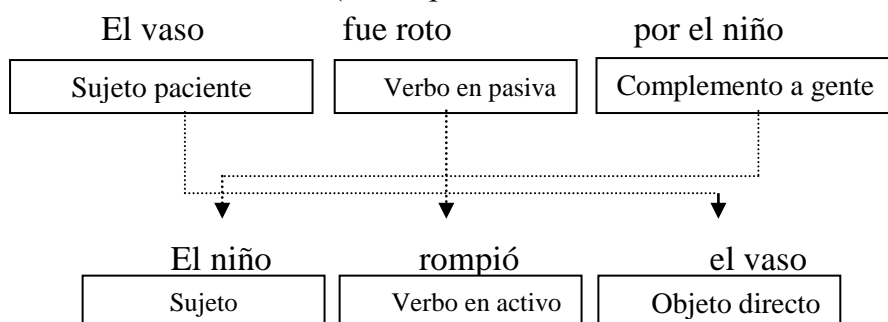 El vaso fue roto por el niño
Sujeto paciente Verbo en pasiva Complemento a gente
El niño rompió el vaso
Sujeto Verbo en activo Objeto directo